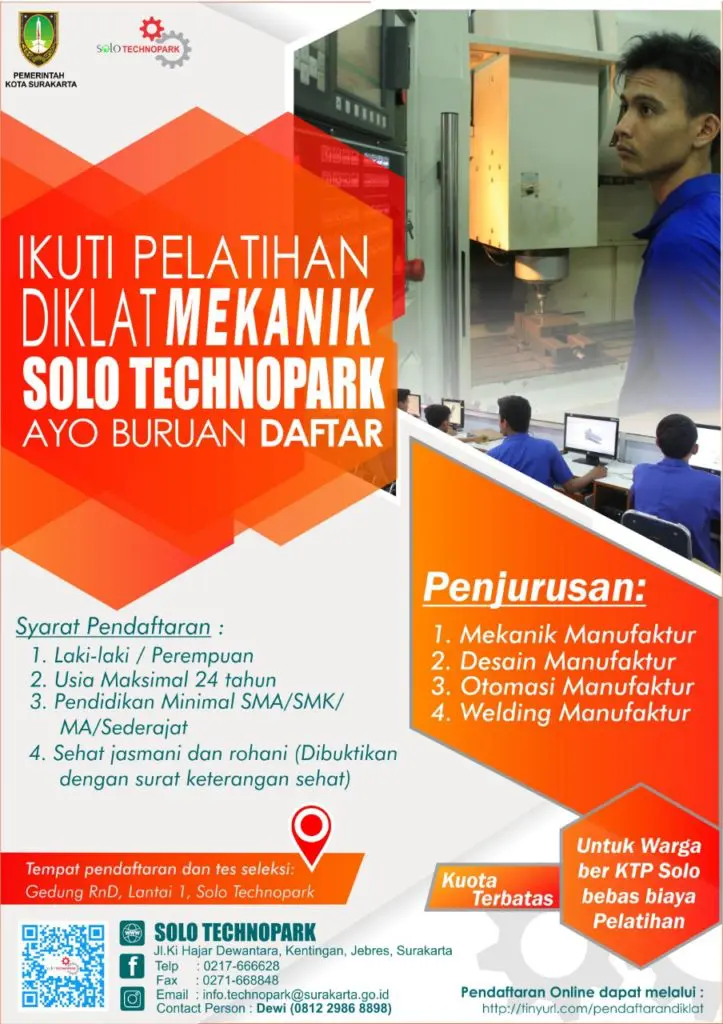 PEMERINTAH
KOTA SURAKARTA
solo TECHNOPARK
IKUTI PELATIHAN
DIKLAT MEKANIK
SOLO TECHNOPARK
AYO BURUAN DAFTAR
Syarat Pendaftaran :
1. Laki-laki / Perempuan
2. Usia Maksimal 24 tahun
3. Pendidikan Minimal SMA/SMK/
MA/Sederajat
4. Sehat jasmani dan rohani (Dibuktikan
dengan surat keterangan sehat)
Penjurusan:
1. Mekanik Manufaktur
2. Desain Manufaktur
3. Otomasi Manufaktur
4. Welding Manufaktur
Tempat pendaftaran dan tes seleksi:
Gedung RnD, Lantai 1, Solo Technopark
Kuota
Terbatas
Untuk Warga
ber KTP Solo
bebas biaya
Pelatihan
SOLO TECHNOPARK
Jl.Ki Hajar Dewantara, Kentingan, Jebres, Surakarta
Telp : 0217-666628
Fax : 0271-668848
Email : info.technopark@surakarta.go.id
Contact Person : Dewi (0812 2986 8898)
Pendaftaran Online dapat melalui :
http://tinyurl.com/pendaftarandiklat